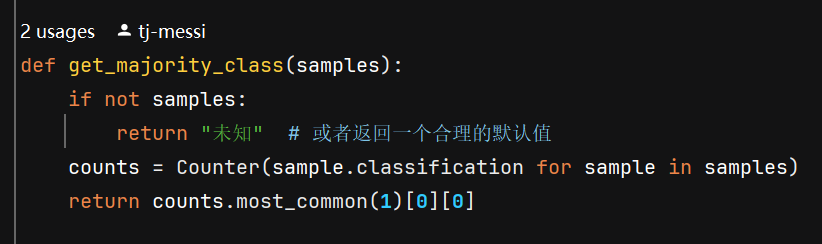 2 usages tj-messi
def get_majority_class(samples):
    if not samples:
        return "未知"  # 或者返回一个合理的默认值
    counts = Counter(sample.classification for sample in samples)
    return counts.most_common(1)[0][0]